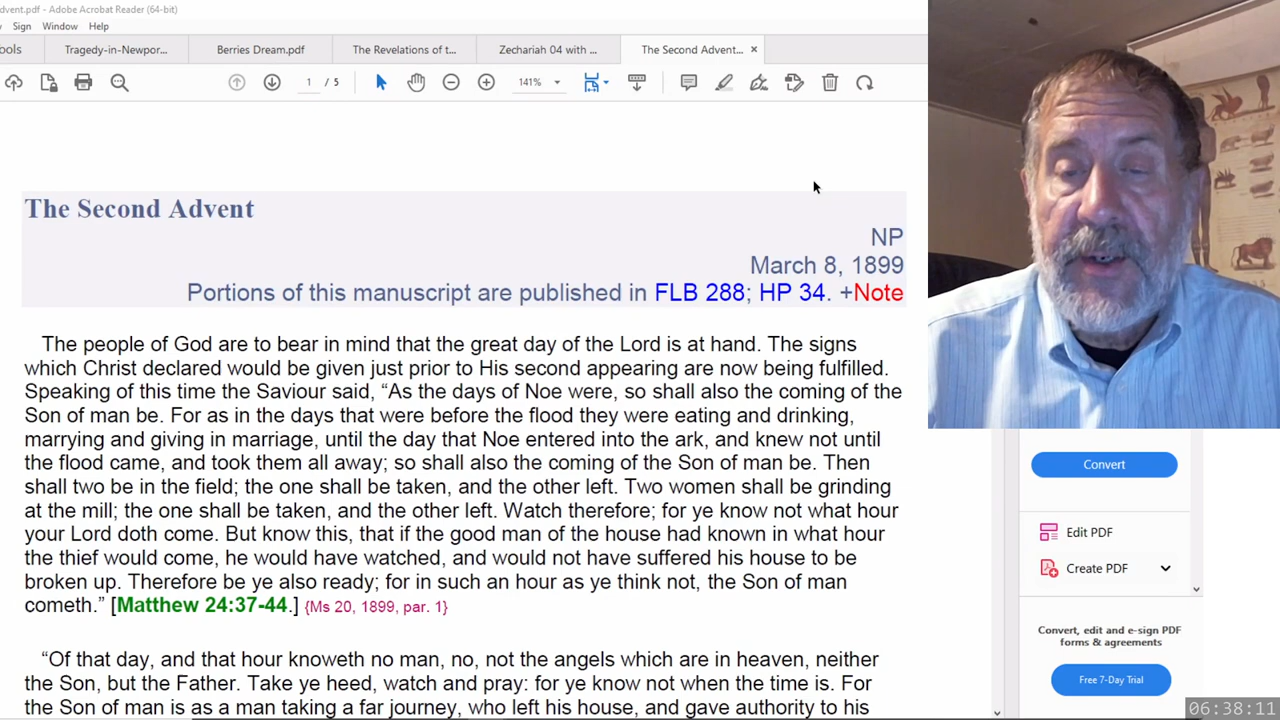 dvent.pdf - Adobe Acrobat Reader (64-bit)
Sign Window Help
ools Tragedy-in-Newpor... Berries Dream.pdf The Revelations of t... Zechariah 04 with ... The Second Advent... ×
1 / 5 141%
The Second Advent
NP
March 8, 1899
Portions of this manuscript are published in FLB 288; HP 34. +Note
The people of God are to bear in mind that the great day of the Lord is at hand. The signs
which Christ declared would be given just prior to His second appearing are now being fulfilled.
Speaking of this time the Saviour said, “As the days of Noe were, so shall also the coming of the
Son of man be. For as in the days that were before the flood they were eating and drinking,
marrying and giving in marriage, until the day that Noe entered into the ark, and knew not until
the flood came, and took them all away; so shall also the coming of the Son of man be. Then
shall two be in the field; the one shall be taken, and the other left. Two women shall be grinding
at the mill; the one shall be taken, and the other left. Watch therefore; for ye know not what hour
your Lord doth come. But know this, that if the good man of the house had known in what hour
the thief would come, he would have watched, and would not have suffered his house to be
broken up. Therefore be ye also ready; for in such an hour as ye think not, the Son of man
cometh.” [Matthew 24:37-44.] {Ms 20, 1899, par. 1}
“Of that day, and that hour knoweth no man, no, not the angels which are in heaven, neither
the Son, but the Father. Take ye heed, watch and pray: for ye know not when the time is. For
the Son of man is as a man taking a far journey, who left his house, and gave authority to his
Convert
Edit PDF
Create PDF
Convert, edit and e-sign PDF
forms & agreements
Free 7-Day Trial
06:38:11